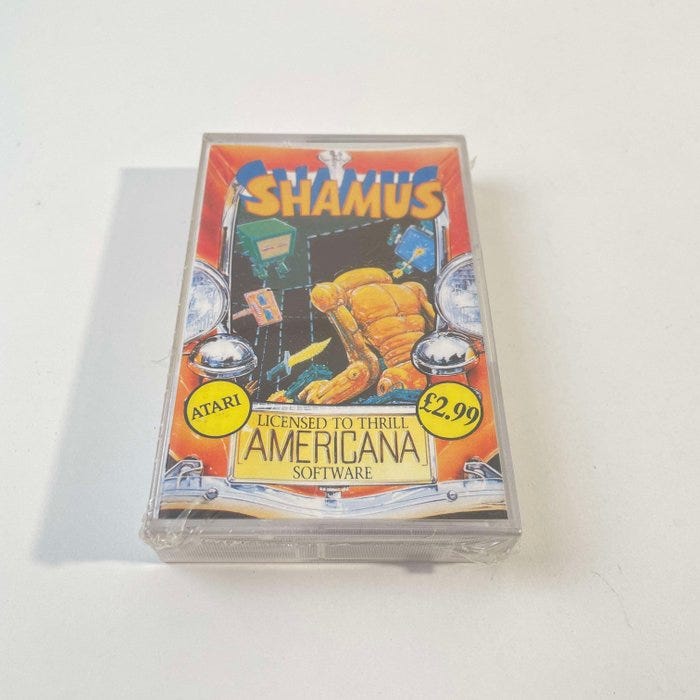 SHAMUS
ATARI
£2.99
LICENSED TO THRILL
AMERICANA
SOFTWARE